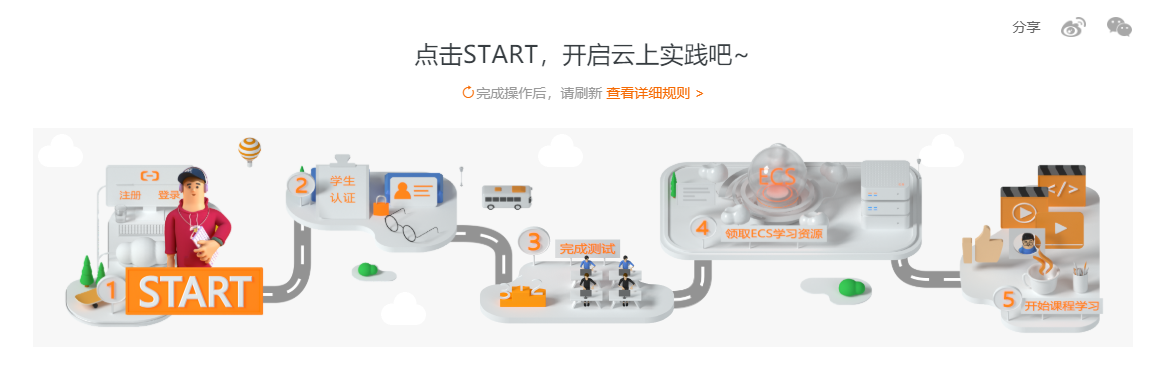 分享
点击START，开启云上实践吧~
完成操作后，请刷新 查看详细规则 >
注册 登录
1
START
2
学生
认证
3
完成测试
ECS
4
领取ECS学习资源
</>
5
开始课程学习